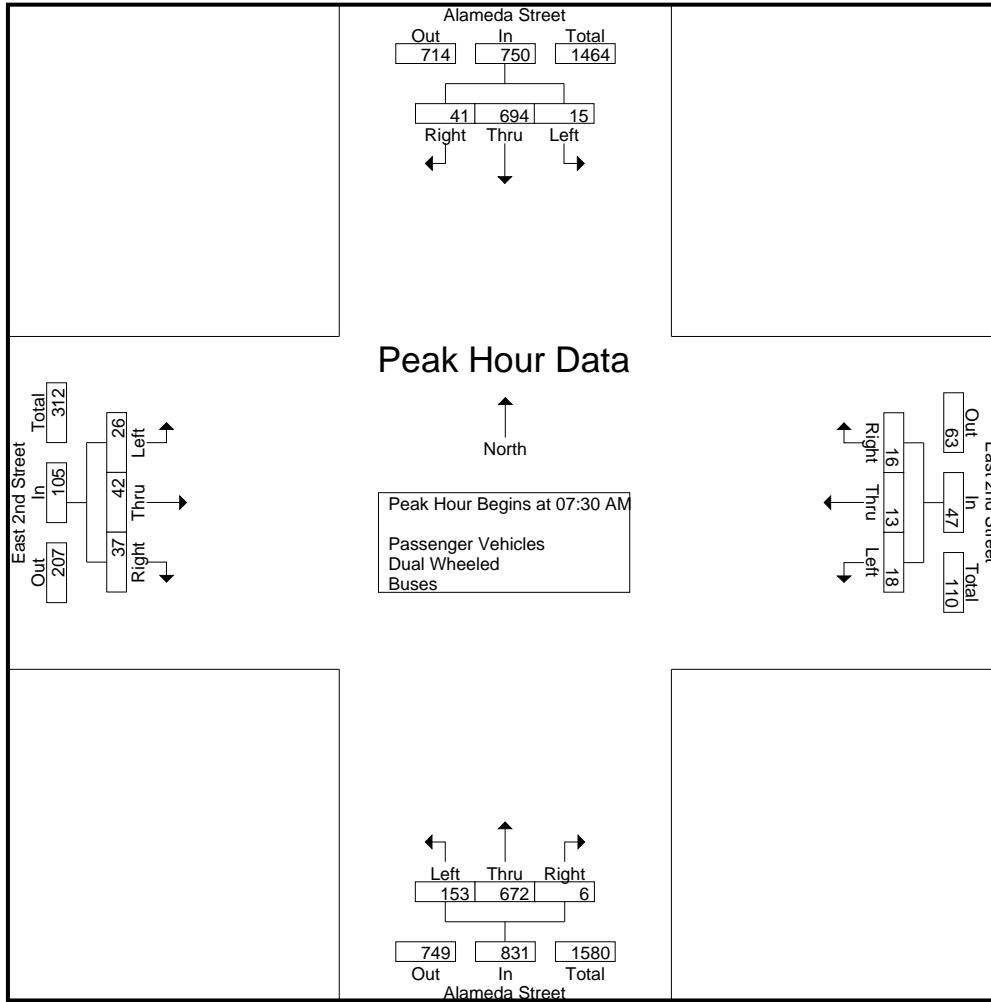 Alameda Street
Out In Total
714 750 1464
41 694 15
Right Thru Left
Peak Hour Data
North
Peak Hour Begins at 07:30 AM
Passenger Vehicles
Dual Wheeled
Buses
East 2nd Street
Out In Total
207 105 312
37 42 26
Right Thru Left
East 2nd Street
Out In Total
63 47 110
16 13 18
Right Thru Left
Left Thru Right
153 672 6
749 831 1580
Out In Total
Alameda Street